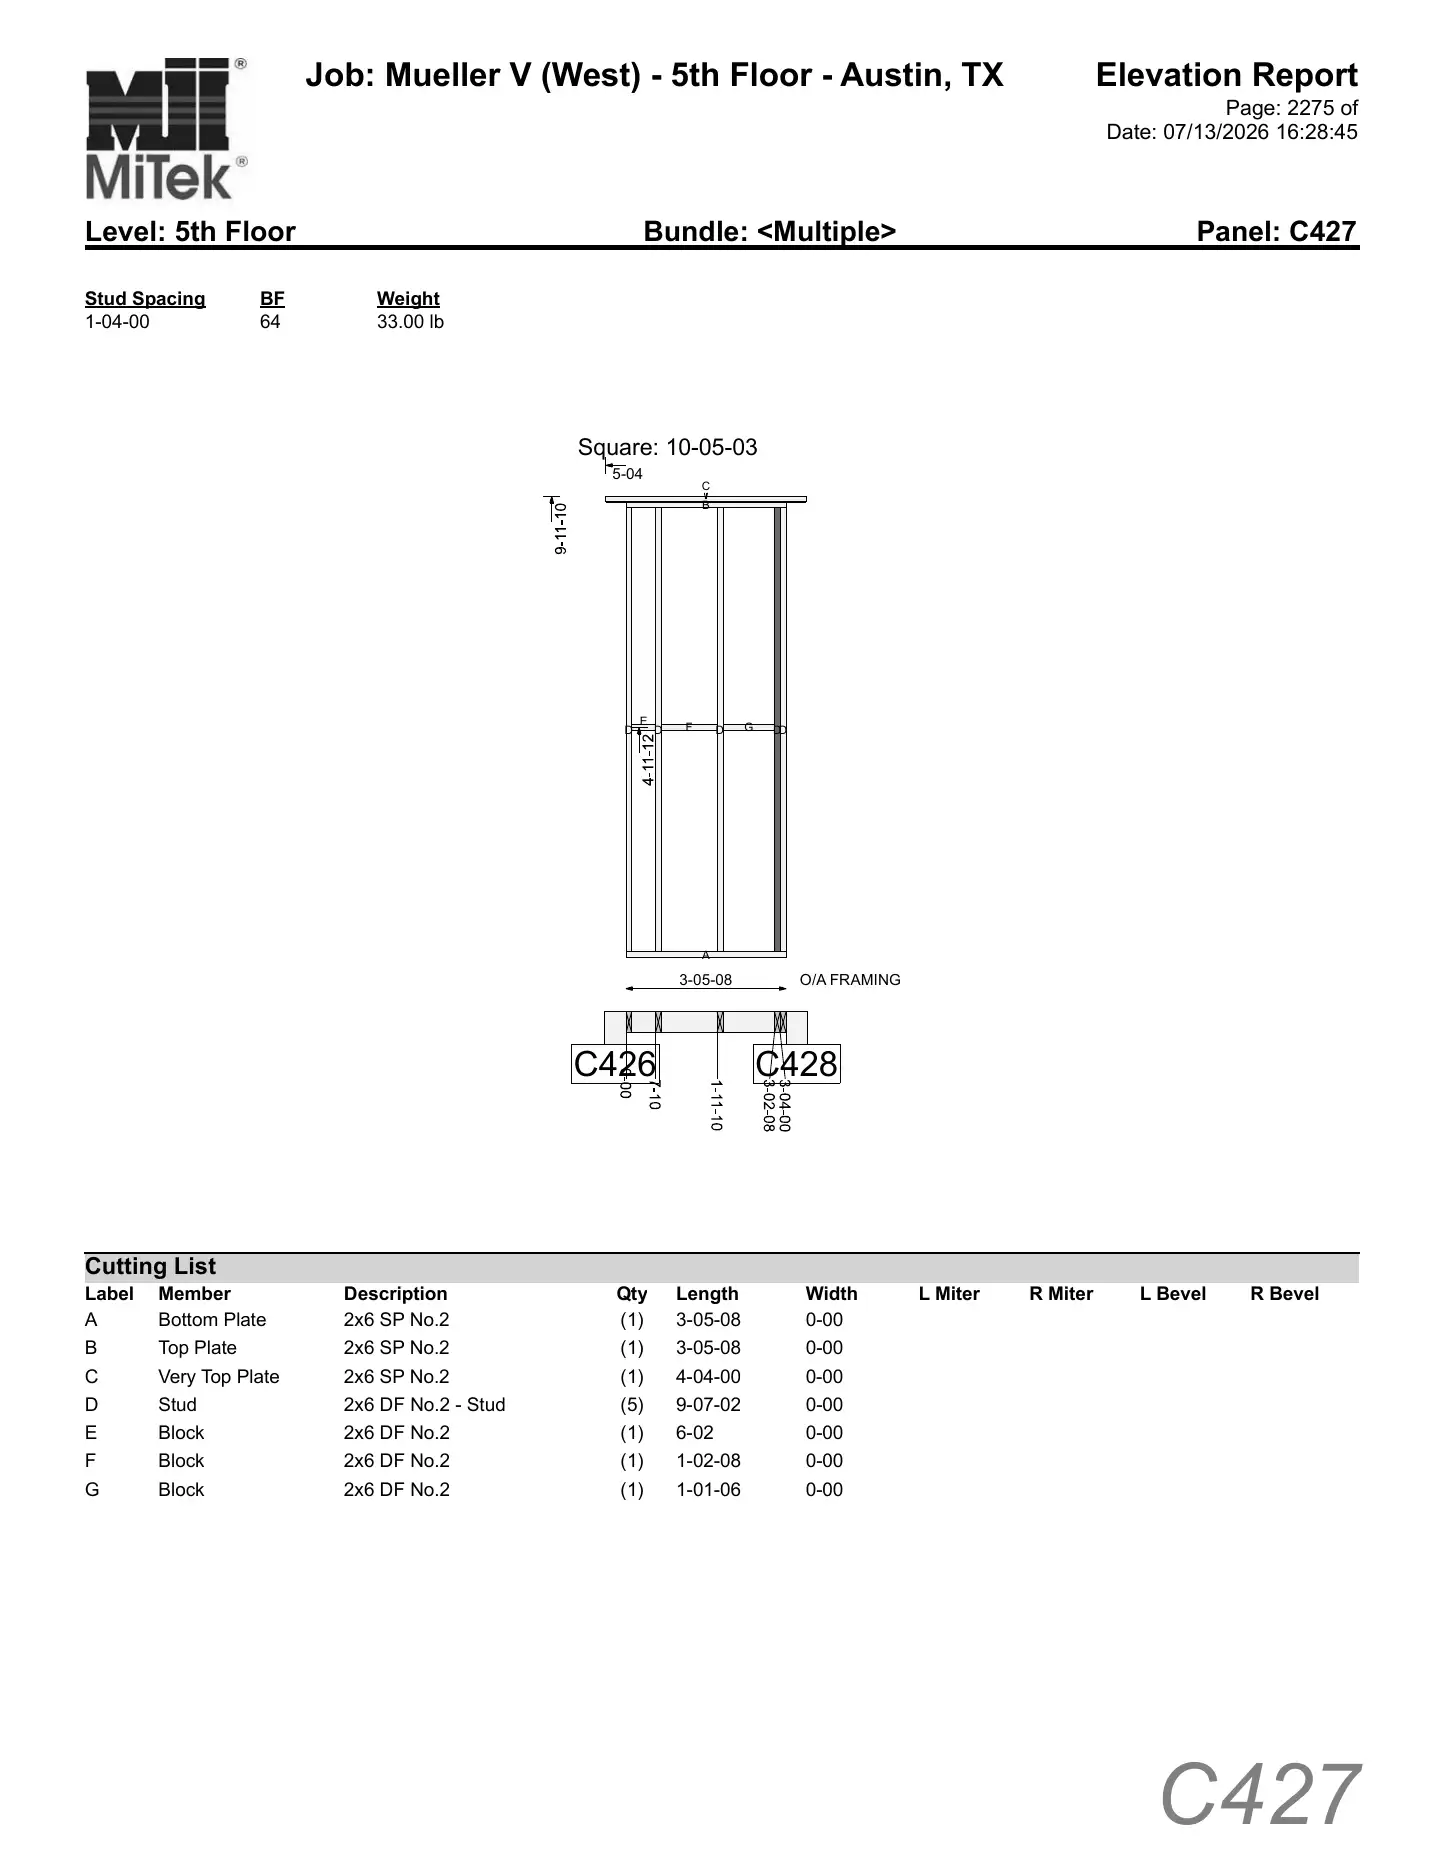 MiTek®
Job: Mueller V (West) - 5th Floor - Austin, TX
Elevation Report
Page: 2275 of
Date: 07/13/2026 16:28:45
Level: 5th Floor Bundle: <Multiple> Panel: C427
Stud Spacing BF Weight
1-04-00 64 33.00 lb
Square: 10-05-03
5-04
C
B
9-11-10
D E D F D G D D
4-11-12
A
3-05-08 O/A FRAMING
C426 C428
7-10
1-11-10
3-02-08
3-04-00
Cutting List
Label Member Description Qty Length Width L Miter R Miter L Bevel R Bevel
A Bottom Plate 2x6 SP No.2 (1) 3-05-08 0-00
B Top Plate 2x6 SP No.2 (1) 3-05-08 0-00
C Very Top Plate 2x6 SP No.2 (1) 4-04-00 0-00
D Stud 2x6 DF No.2 - Stud (5) 9-07-02 0-00
E Block 2x6 DF No.2 (1) 6-02 0-00
F Block 2x6 DF No.2 (1) 1-02-08 0-00
G Block 2x6 DF No.2 (1) 1-01-06 0-00
C427